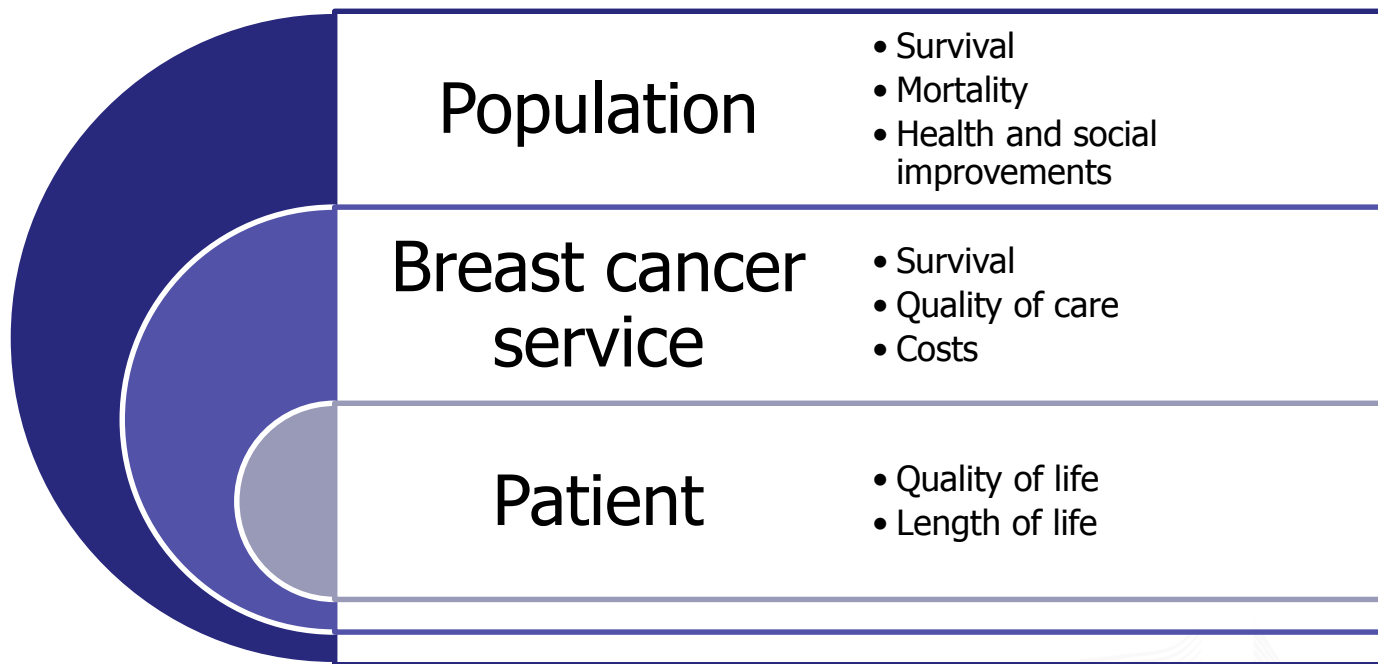 Population
• Survival
• Mortality
• Health and social
improvements
Breast cancer
service
• Survival
• Quality of care
• Costs
Patient
• Quality of life
• Length of life